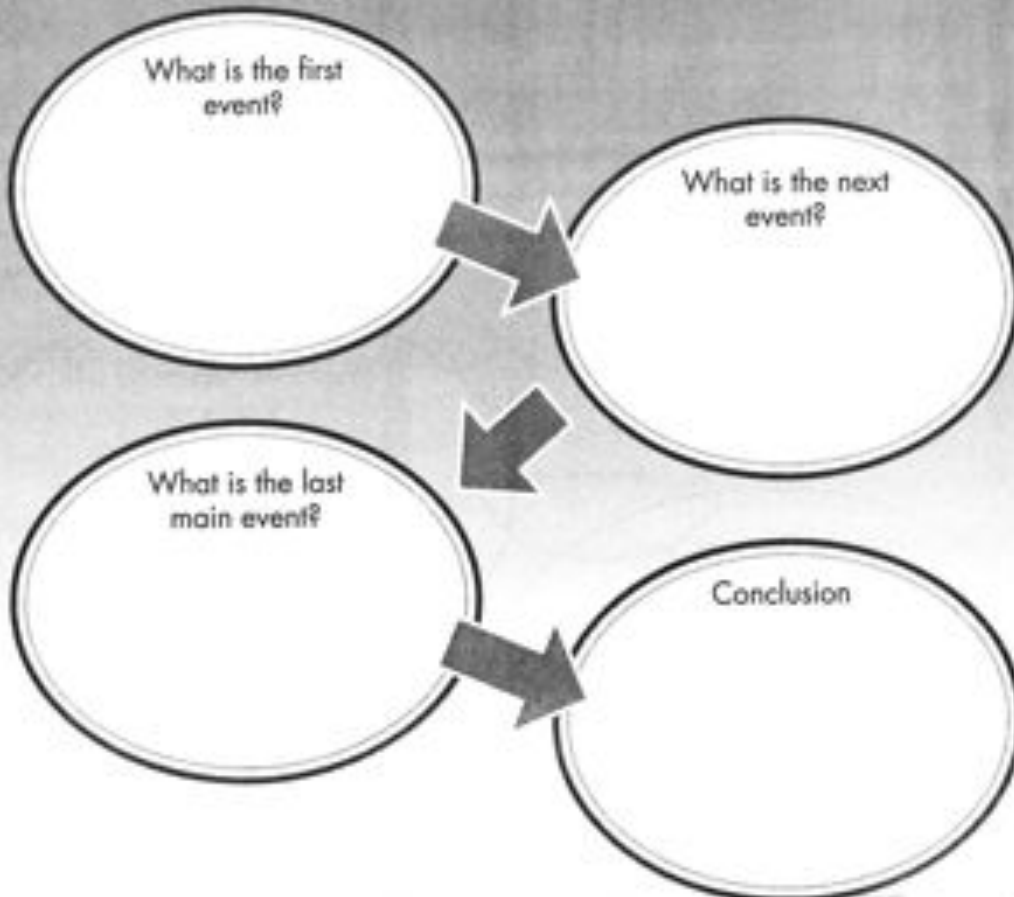 What is the first
event?
What is the next
event?
What is the last
main event?
Conclusion